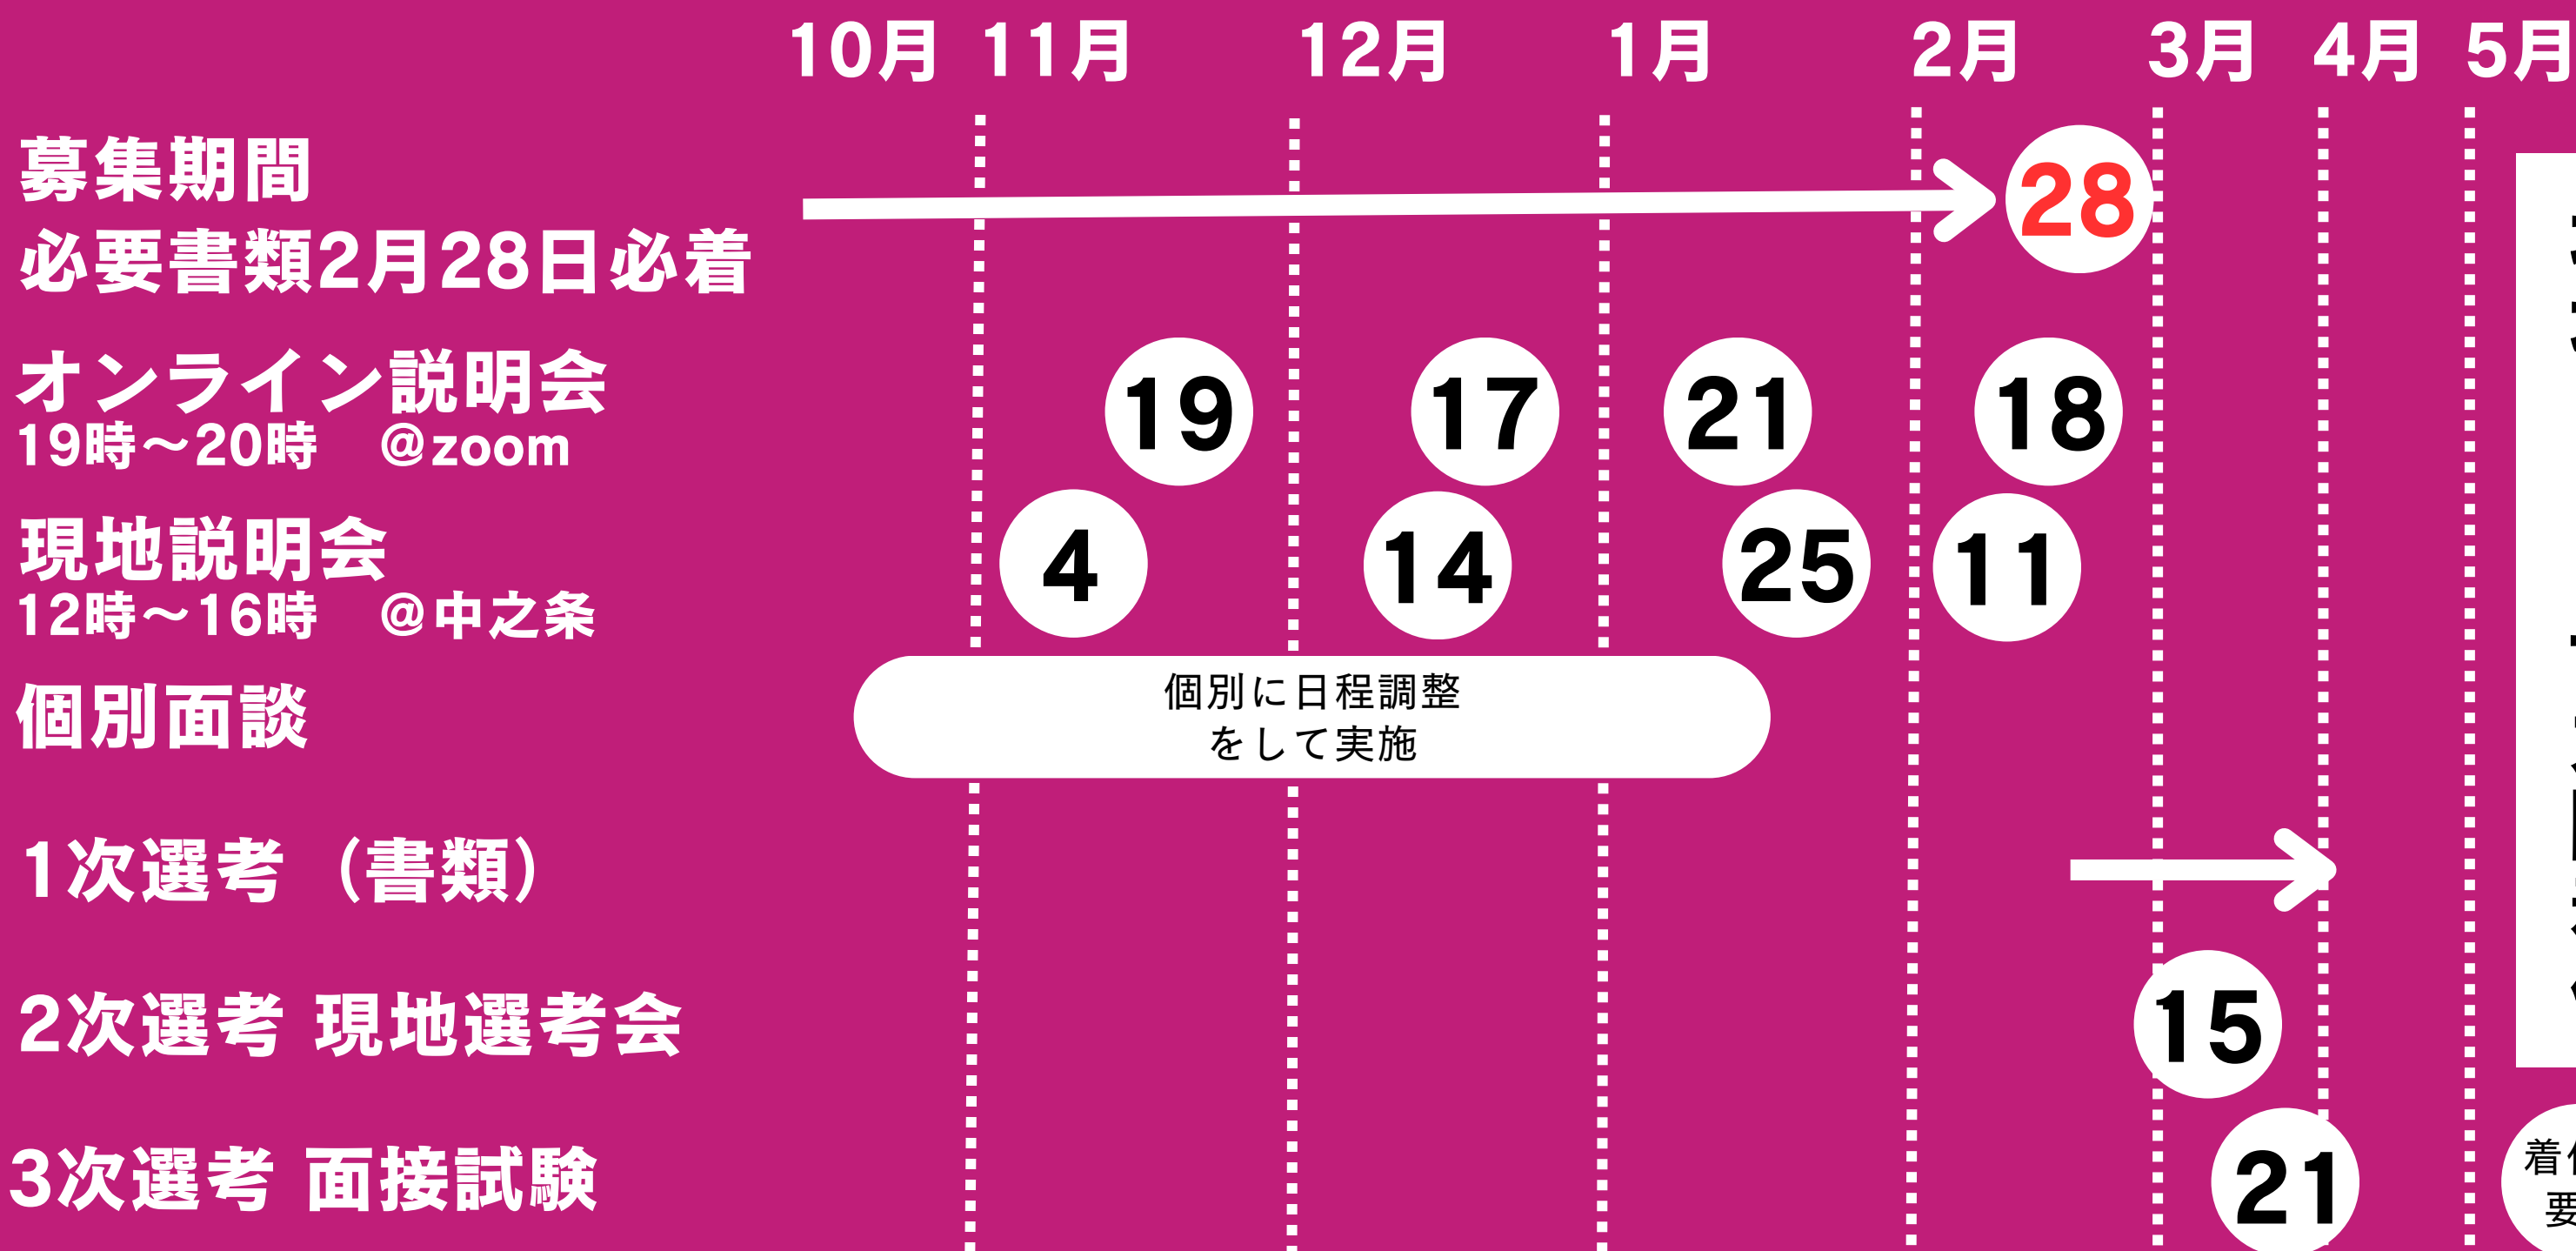 10月 11月 12月 1月 2月 3月 4月 5月
募集期間
必要書類2月28日必着
28
オンライン説明会
19時〜20時　@zoom
19 17 21 18
現地説明会
12時〜16時　@中之条
4 14 25 11
個別面談
個別に日程調整
をして実施
1次選考（書類）
2次選考 現地選考会
15
3次選考 面接試験
21
着
要